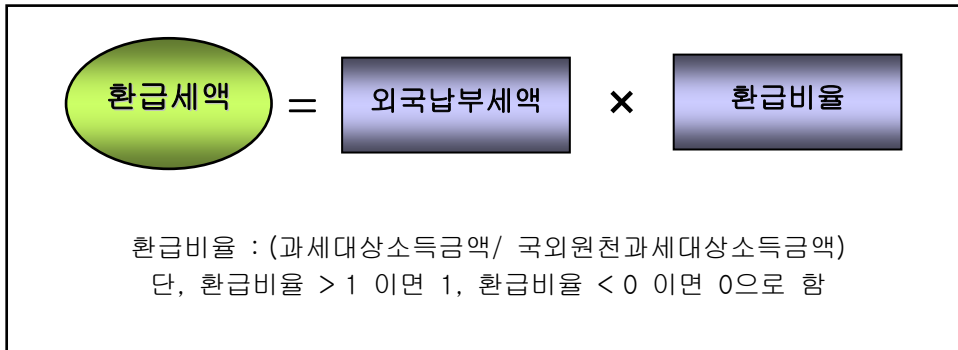 환급세액 = 외국납부세액 × 환급비율
환급비율 : (과세대상소득금액/ 국외원천과세대상소득금액)
단, 환급비율 > 1 이면 1, 환급비율 < 0 이면 0으로 함